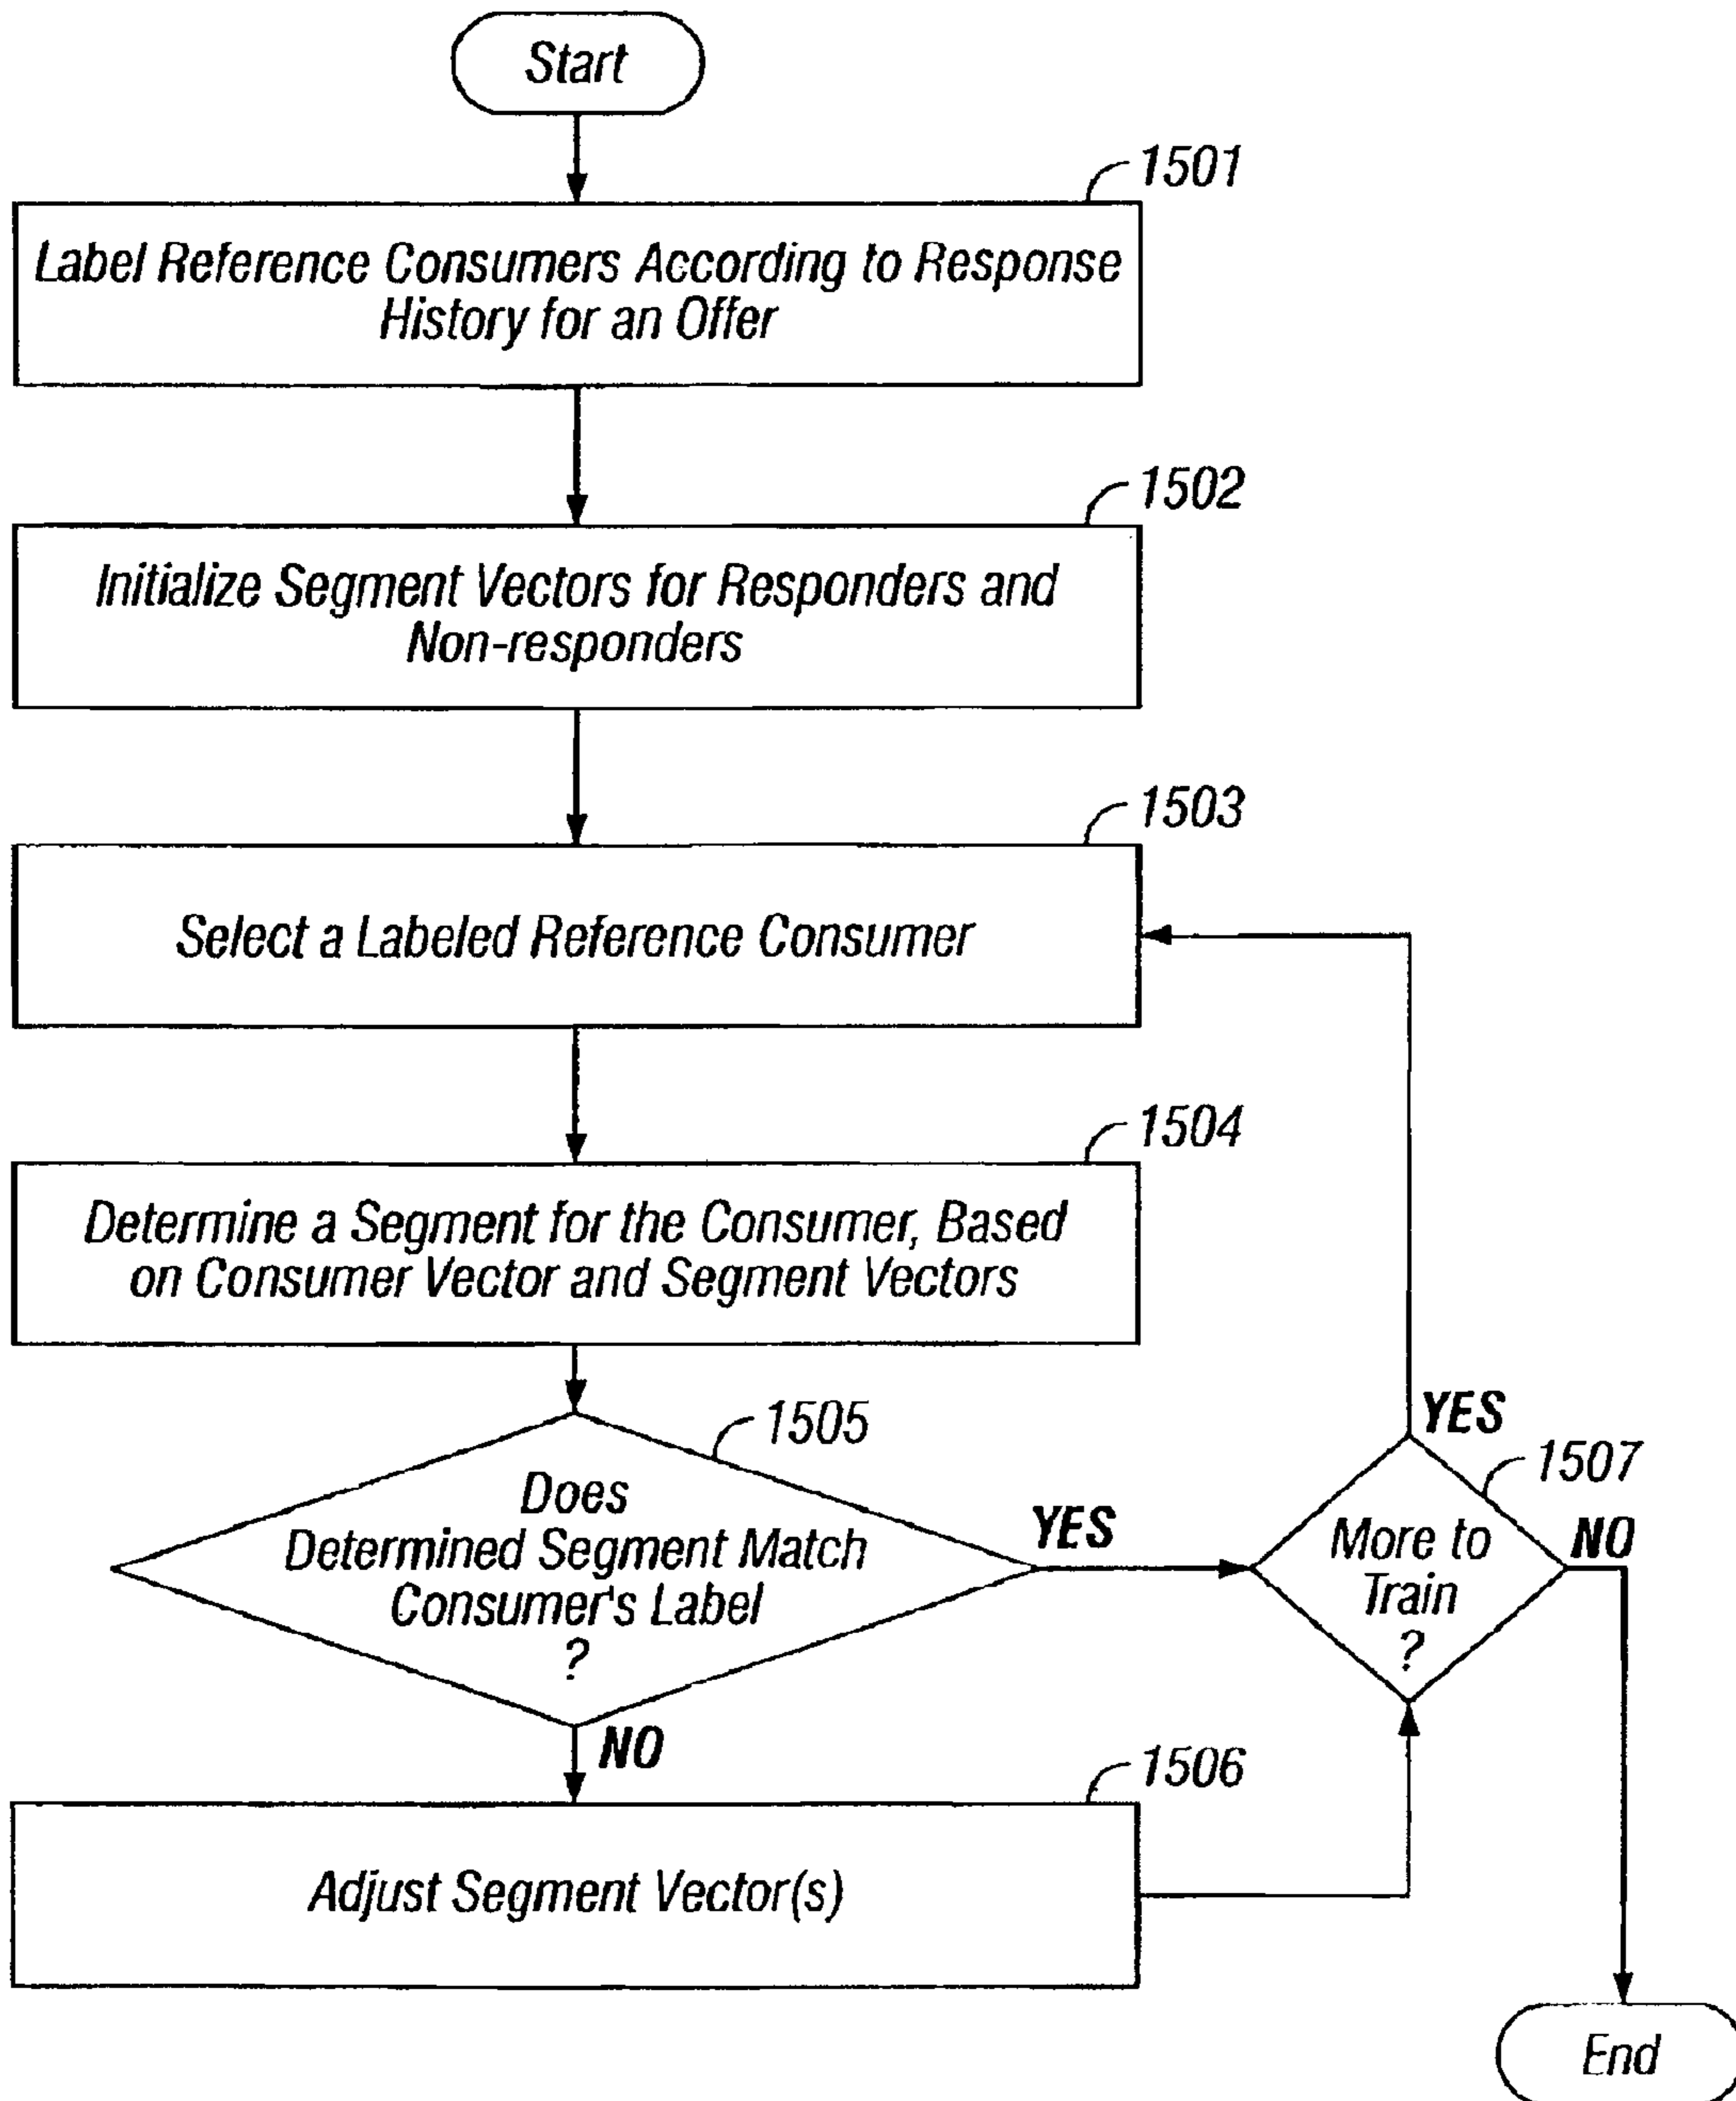 Start
1501
Label Reference Consumers According to Response
History for an Offer
1502
Initialize Segment Vectors for Responders and
Non-responders
1503
Select a Labeled Reference Consumer
1504
Determine a Segment for the Consumer, Based
on Consumer Vector and Segment Vectors
1505
Does
Determined Segment Match
Consumer's Label
?
YES
NO
1506
Adjust Segment Vector(s)
YES
1507
More to
Train
?
NO
End